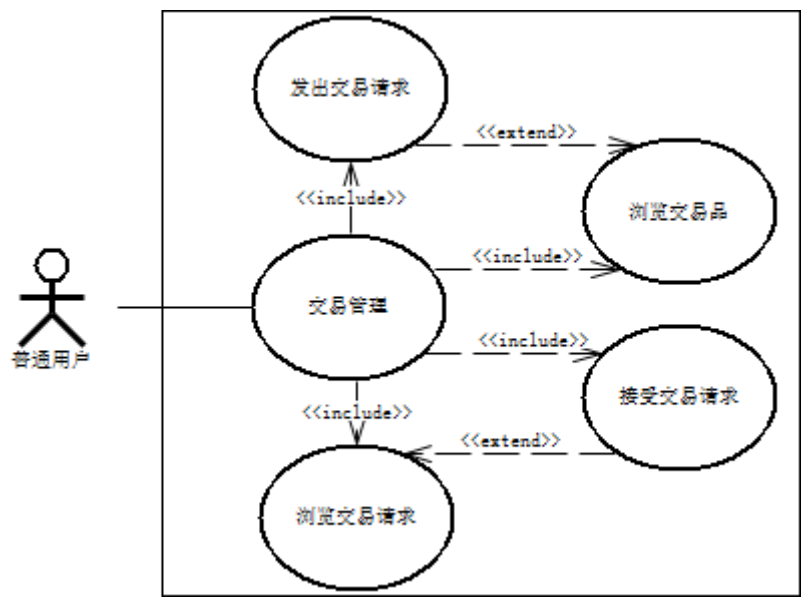 发出交易请求
<<extend>>
<<include>>
浏览交易品
<<include>>
交易管理
<<include>>
普通用户
接受交易请求
<<include>>
<<extend>>
浏览交易请求